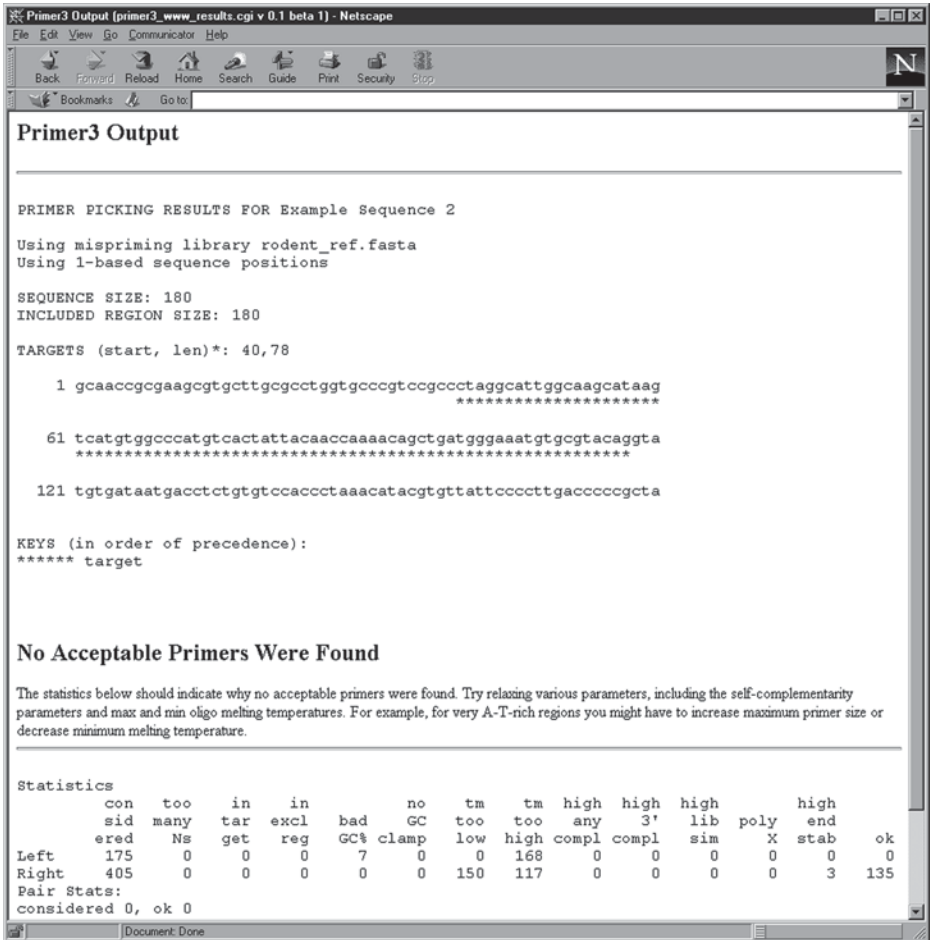 Primer3 Output (primer3_www_results.cgi v 0.1 beta 1) - Netscape
File Edit View Go Communicator Help
Back Forward Reload Home Search Guide Print Security Stop
N
Bookmarks Go to:
Primer3 Output
PRIMER PICKING RESULTS FOR Example Sequence 2
Using mispriming library rodent_ref.fasta
Using 1-based sequence positions
SEQUENCE SIZE: 180
INCLUDED REGION SIZE: 180
TARGETS (start, len)*: 40,78
1 gcaaccgcgaagcgtgcttgcgcctggtgcccgtccgccctaggcattggcaagcataag
*********************
61 tcatgtggcccatgtcactattacaaccaaaacagctgatgggaaatgtgcgtacaggta
*********************************************************
121 tgtgataatgacctctgtgtccaccctaaacatacgtgttattccccttgacccccgcta
KEYS (in order of precedence):
****** target
No Acceptable Primers Were Found
The statistics below should indicate why no acceptable primers were found. Try relaxing various parameters, including the self-complementarity
parameters and max and min oligo melting temperatures. For example, for very A-T-rich regions you might have to increase maximum primer size or
decrease minimum melting temperature.
Statistics
con too in in no tm tm high high high high
sid many tar excl bad GC too too any 3' lib poly end
ered Ns get reg GC% clamp low high compl compl sim X stab ok
Left 175 0 0 0 7 0 0 168 0 0 0 0 0 0
Right 405 0 0 0 0 0 150 117 0 0 0 0 3 135
Pair Stats:
considered 0, ok 0
Document: Done